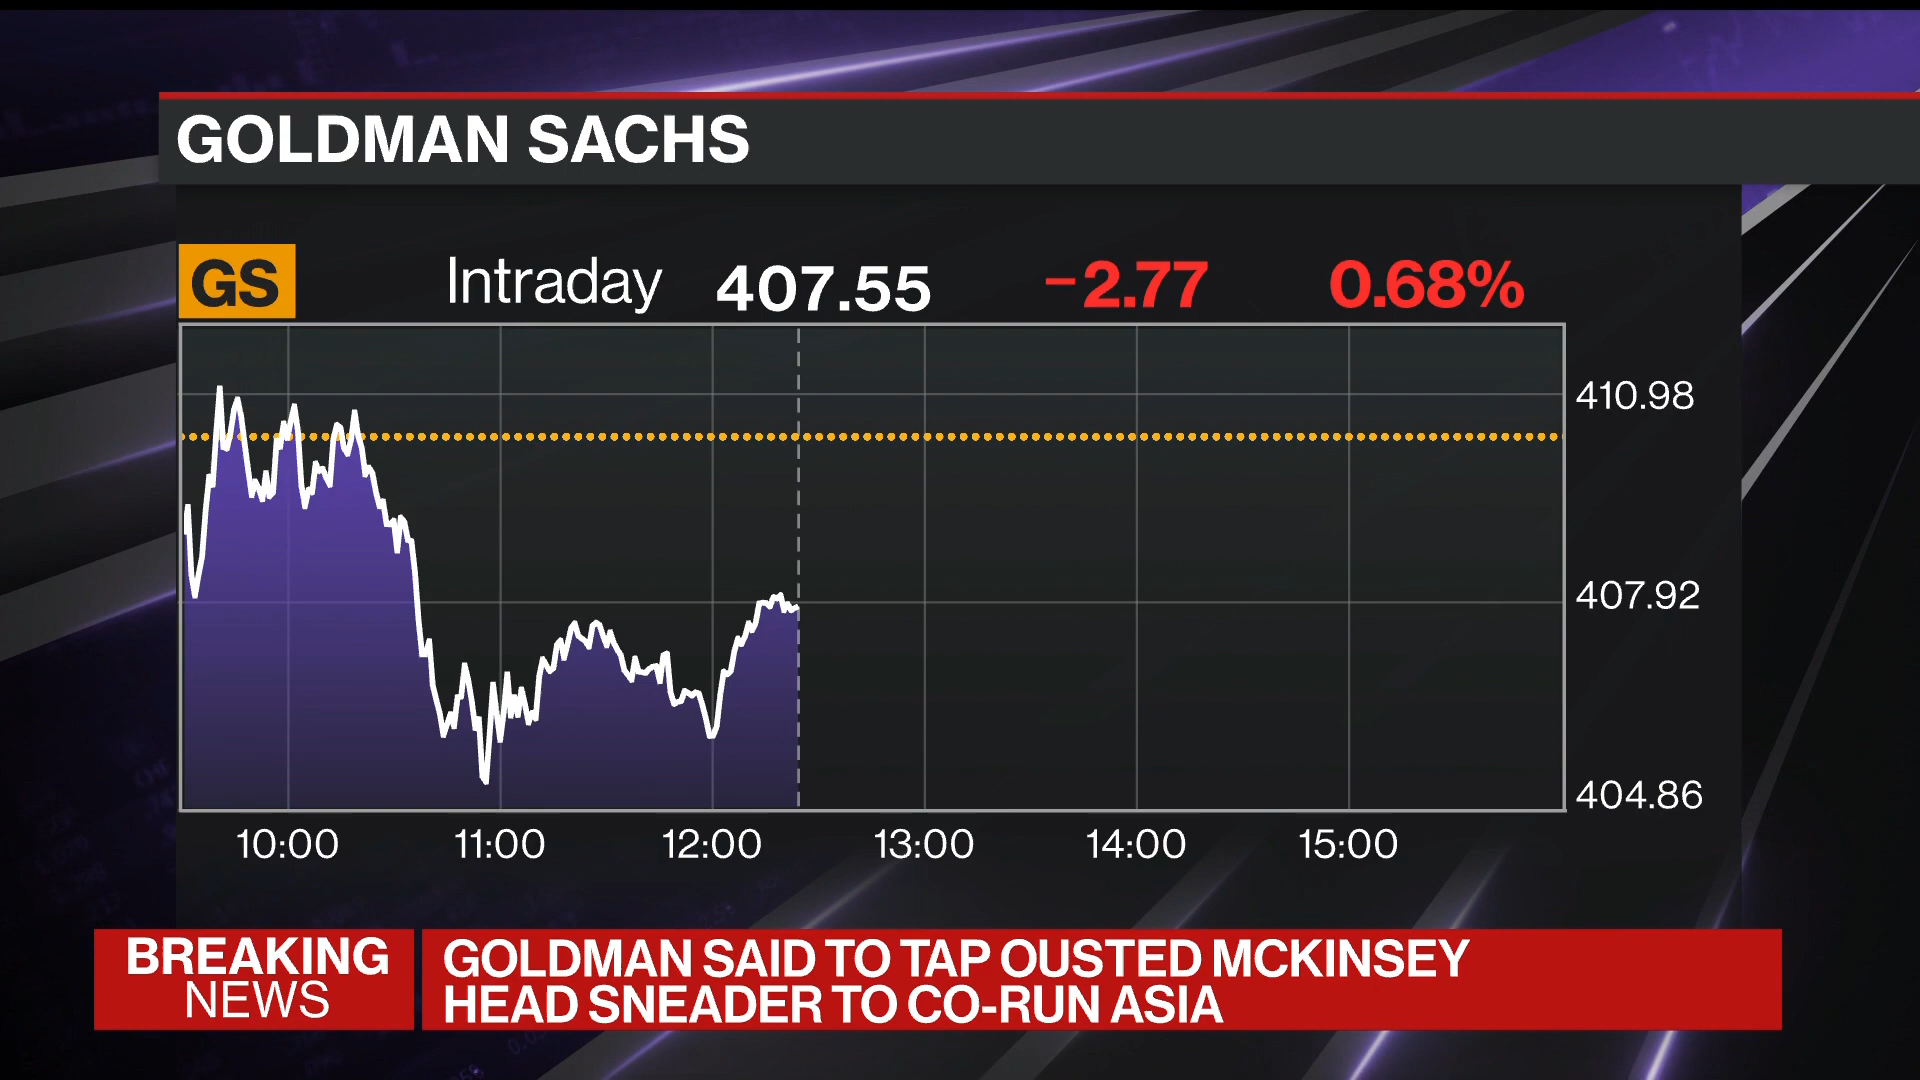 GOLDMAN SACHS
GS Intraday 407.55 -2.77 0.68%
410.98
407.92
404.86
10:00 11:00 12:00 13:00 14:00 15:00
BREAKING
NEWS
GOLDMAN SAID TO TAP OUSTED MCKINSEY
HEAD SNEADER TO CO-RUN ASIA